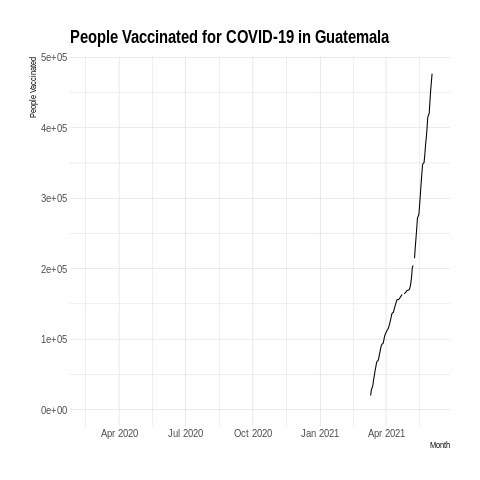 People Vaccinated for COVID-19 in Guatemala
People Vaccinated
5e+05
4e+05
3e+05
2e+05
1e+05
0e+00
Apr 2020 Jul 2020 Oct 2020 Jan 2021 Apr 2021
Month